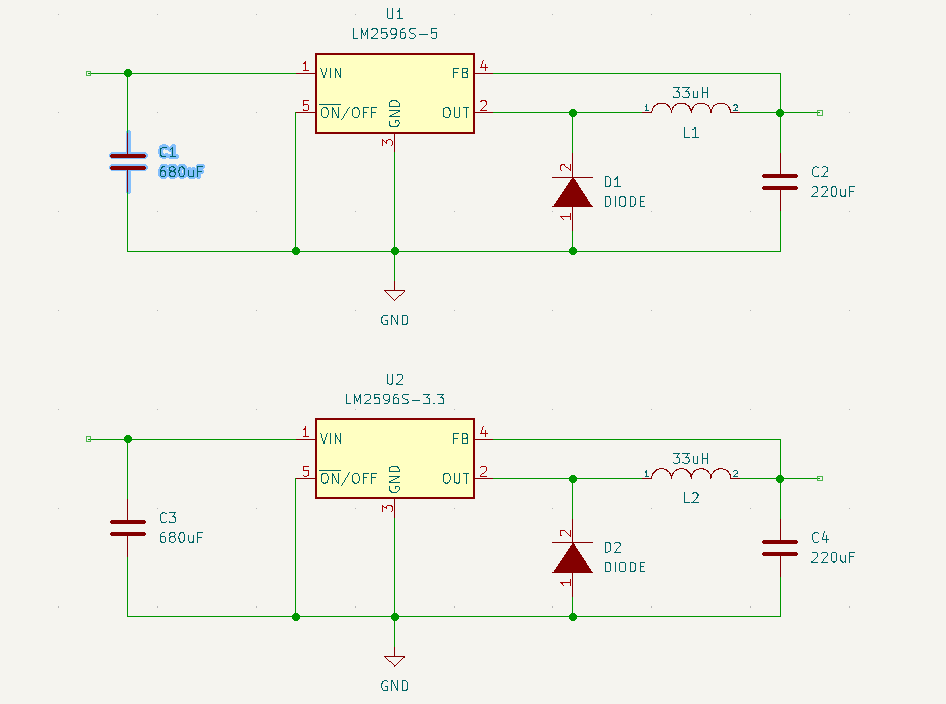 U1
LM2596S-5
1 VIN FB 4
5 ON/OFF GND OUT 2
3
33uH
1 2
L1
C1
680uF
2
D1
DIODE
1
C2
220uF
GND
U2
LM2596S-3.3
1 VIN FB 4
5 ON/OFF GND OUT 2
3
33uH
1 2
L2
C3
680uF
2
D2
DIODE
1
C4
220uF
GND